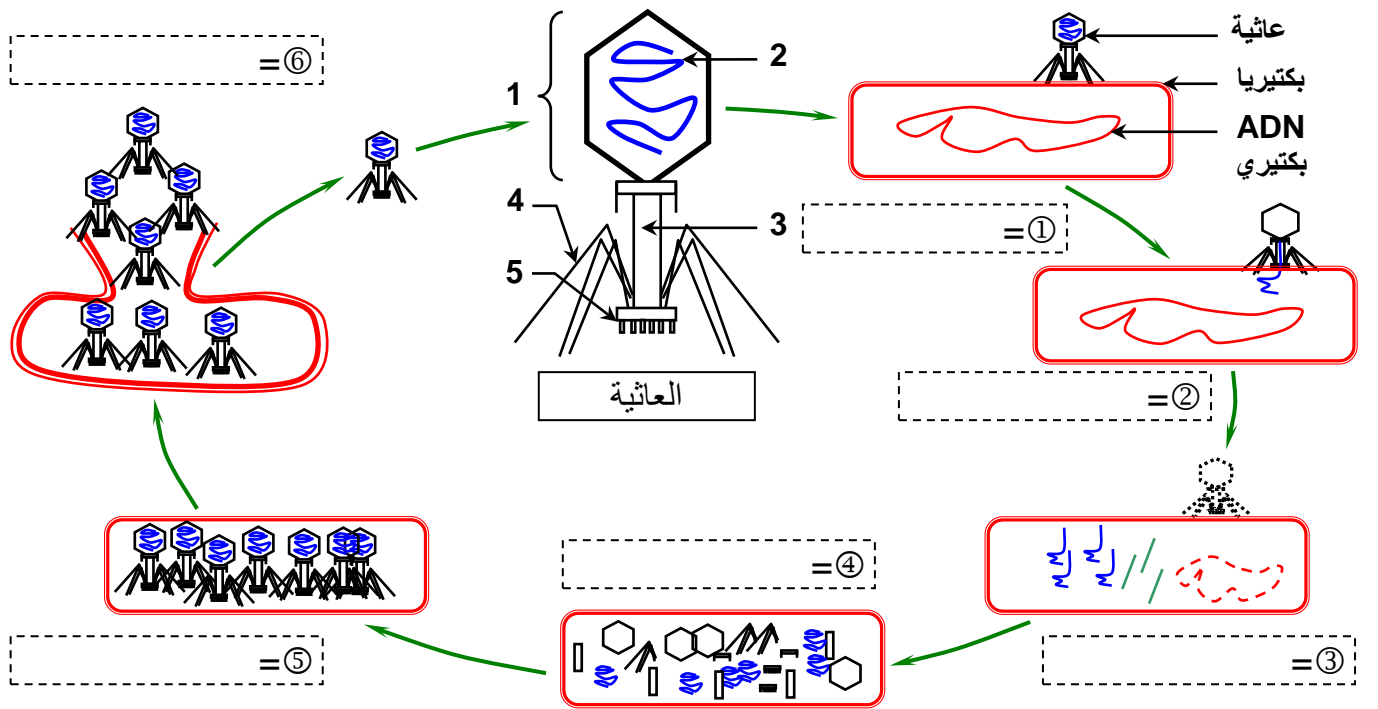 ⑥=
1
2
3
4
5
العاثية
عاثية
بكتيريا
ADN
بكتيري
①=
②=
③=
④=
⑤=